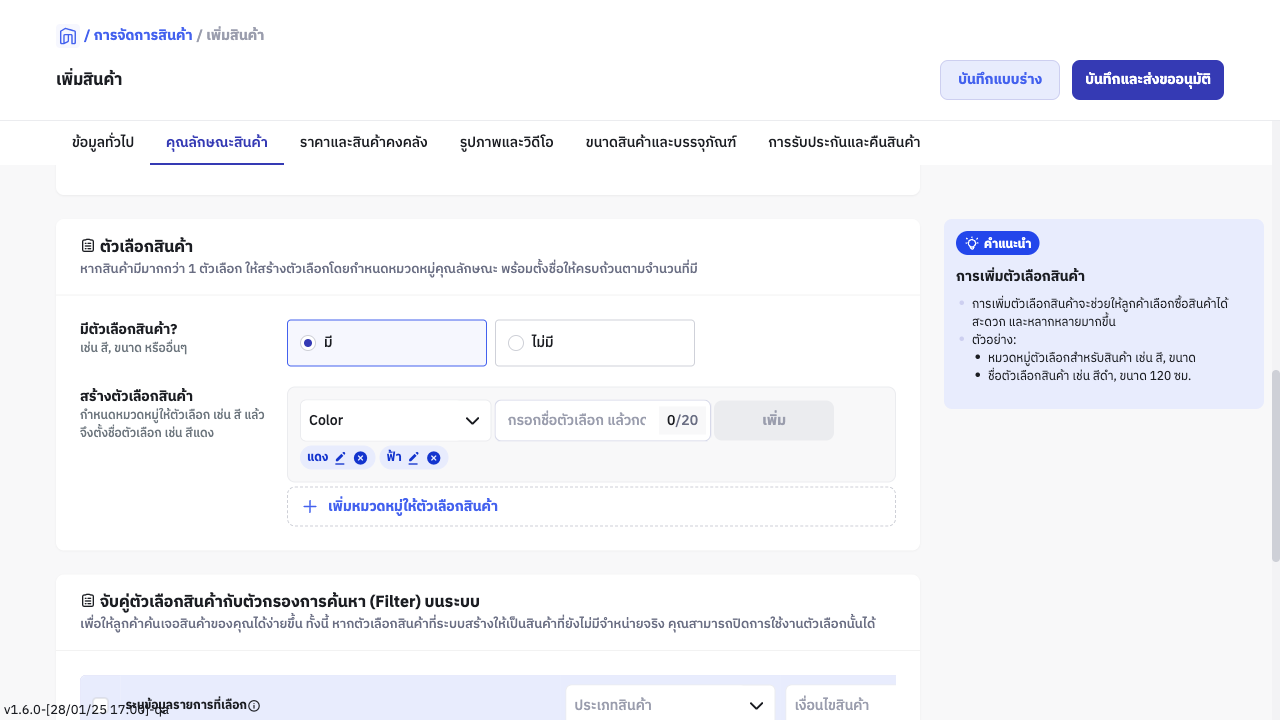 / การจัดการสินค้า / เพิ่มสินค้า
เพิ่มสินค้า
บันทึกแบบร่าง
บันทึกและส่งขออนุมัติ
ข้อมูลทั่วไป
คุณลักษณะสินค้า
ราคาและสินค้าคงคลัง
รูปภาพและวิดีโอ
ขนาดสินค้าและบรรจุภัณฑ์
การรับประกันและคืนสินค้า
ตัวเลือกสินค้า
หากสินค้ามีมากกว่า 1 ตัวเลือก ให้สร้างตัวเลือกโดยกำหนดหมวดหมู่คุณลักษณะ พร้อมตั้งชื่อให้ครบถ้วนตามจำนวนที่มี
มีตัวเลือกสินค้า?
เช่น สี, ขนาด หรืออื่นๆ
มี
ไม่มี
สร้างตัวเลือกสินค้า
กำหนดหมวดหมู่ให้ตัวเลือก เช่น สี แล้ว
จึงตั้งชื่อตัวเลือก เช่น สีแดง
Color
กรอกชื่อตัวเลือก แล้วกด
0/20
เพิ่ม
แดง
ฟ้า
เพิ่มหมวดหมู่ให้ตัวเลือกสินค้า
คำแนะนำ
การเพิ่มตัวเลือกสินค้า
การเพิ่มตัวเลือกสินค้าจะช่วยให้ลูกค้าเลือกซื้อสินค้าได้
สะดวก และหลากหลายมากขึ้น
ตัวอย่าง:
หมวดหมู่ตัวเลือกสำหรับสินค้า เช่น สี, ขนาด
ชื่อตัวเลือกสินค้า เช่น สีดำ, ขนาด 120 ซม.
จับคู่ตัวเลือกสินค้ากับตัวกรองการค้นหา (Filter) บนระบบ
เพื่อให้ลูกค้าค้นเจอสินค้าของคุณได้ง่ายขึ้น ทั้งนี้ หากตัวเลือกสินค้าที่ระบบสร้างให้เป็นสินค้าที่ยังไม่มีจำหน่ายจริง คุณสามารถปิดการใช้งานตัวเลือกนั้นได้
ระบุข้อมูลรายการที่เลือก
ประเภทสินค้า
เงื่อนไขสินค้า
v1.6.0-[28/01/25 17:00]-qa